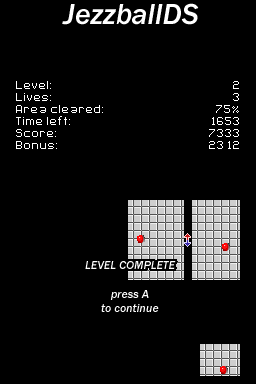 JezzballDS
Level: 2
Lives: 3
Area cleared: 75%
Time left: 1653
Score: 7333
Bonus: 2312
LEVEL COMPLETE
press A
to continue